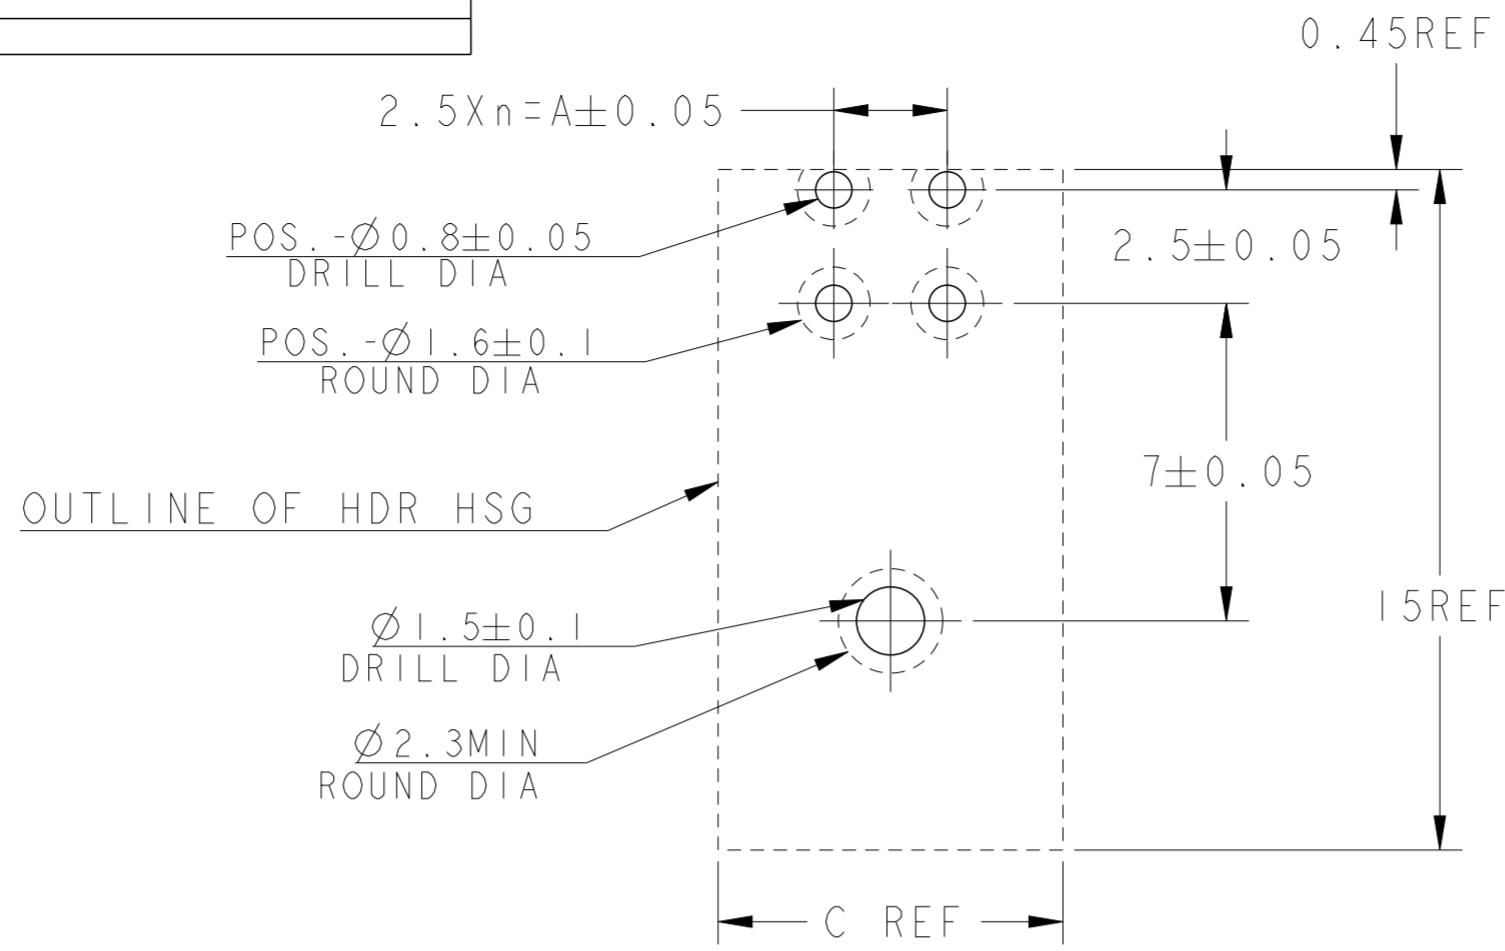 0.45REF
2.5Xn=A±0.05
POS.-Ø0.8±0.05
DRILL DIA
2.5±0.05
POS.-Ø1.6±0.1
ROUND DIA
7±0.05
OUTLINE OF HDR HSG
15REF
Ø1.5±0.1
DRILL DIA
Ø2.3MIN
ROUND DIA
C REF